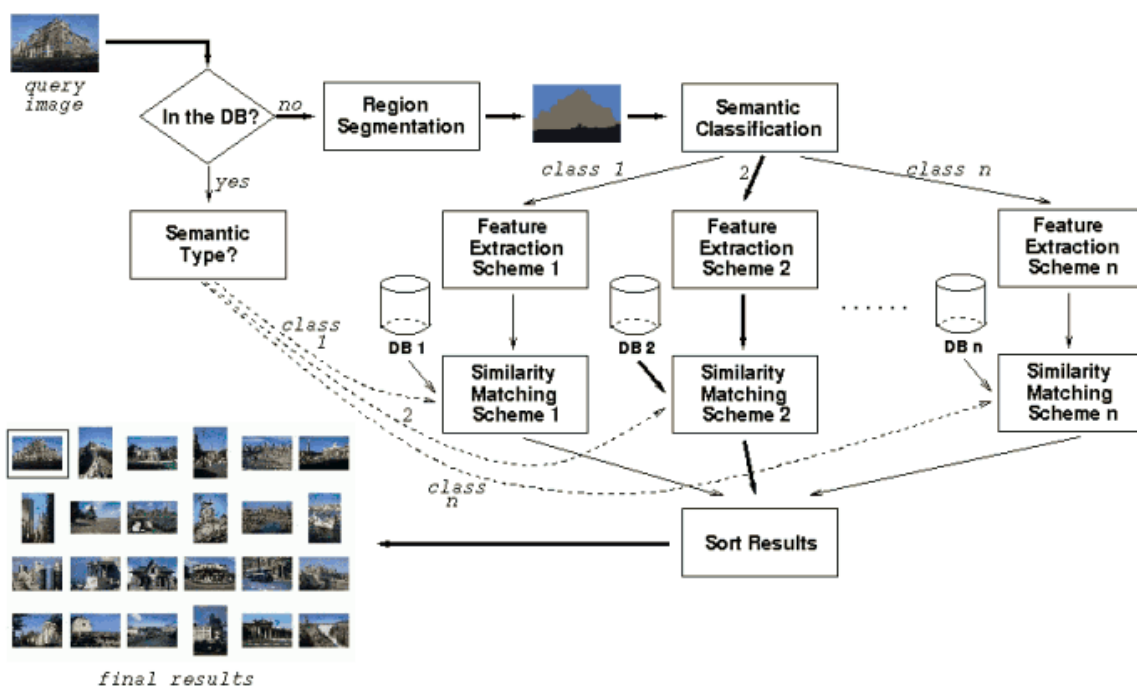 query
image
In the DB?
no
Region
Segmentation
Semantic
Classification
yes
class 1
2
class n
Semantic
Type?
Feature
Extraction
Scheme 1
Feature
Extraction
Scheme 2
Feature
Extraction
Scheme n
class
1
DB 1
DB 2
......
DB n
Similarity
Matching
Scheme 1
Similarity
Matching
Scheme 2
Similarity
Matching
Scheme n
2
class
n
Sort Results
final results